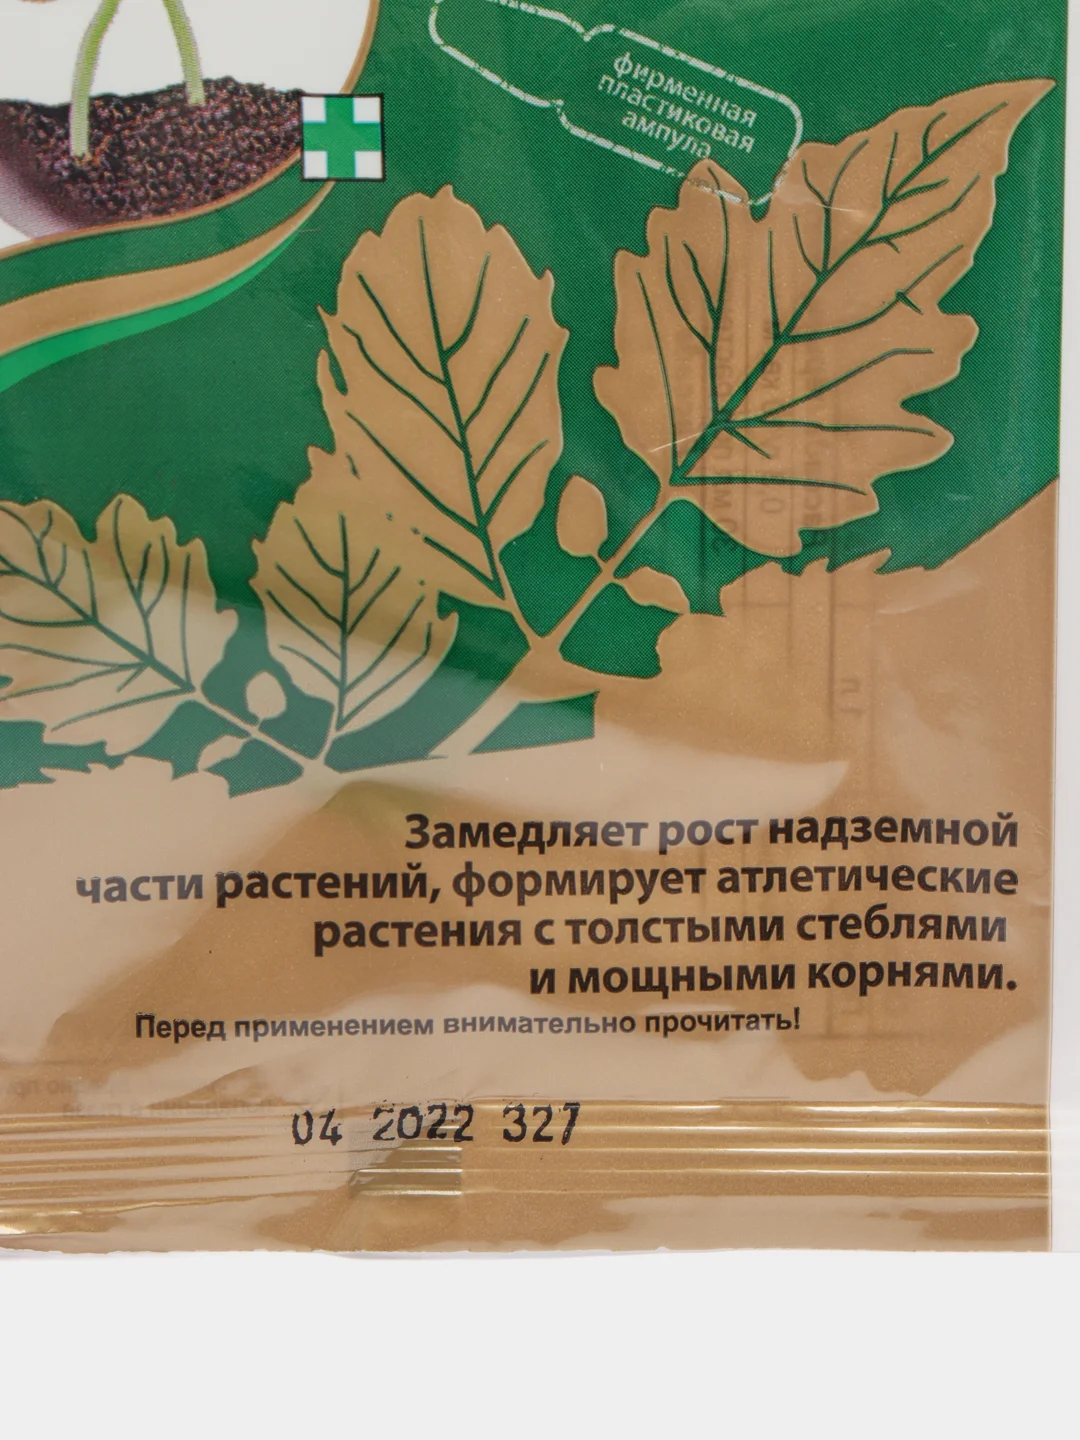 фирменная
пластиковая
ампула
Замедляет рост надземной
части растений, формирует атлетические
растения с толстыми стеблями
и мощными корнями.
Перед применением внимательно прочитать!
04 2022 327